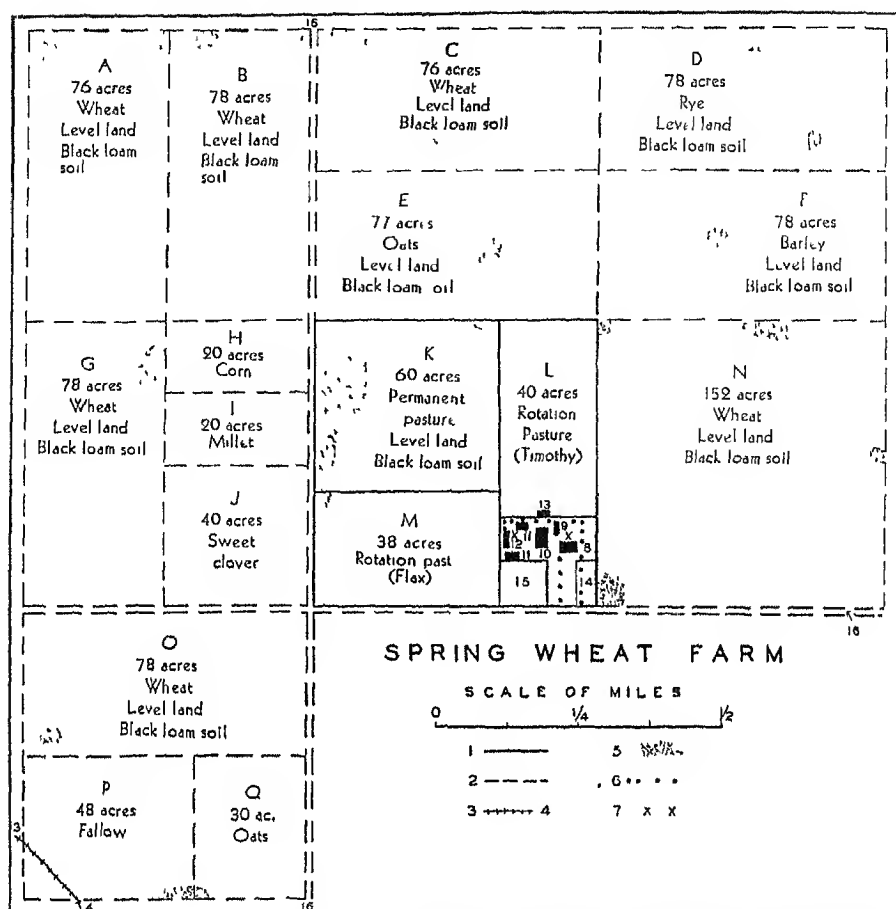 16
A
76 acres
Wheat
Level land
Black loam
soil
B
78 acres
Wheat
Level land
Black loam
soil
C
76 acres
Wheat
Level land
Black loam soil
D
78 acres
Rye
Level land
Black loam soil
E
77 acres
Oats
Level land
Black loam oil
F
78 acres
Barley
Level land
Black loam soil
G
78 acres
Wheat
Level land
Black loam soil
H
20 acres
Corn
I
20 acres
Millet
J
40 acres
Sweet
clover
K
60 acres
Permanent
pasture
Level land
Black loam soil
L
40 acres
Rotation
Pasture
(Timothy)
M
38 acres
Rotation past
(Flax)
N
152 acres
Wheat
Level land
Black loam soil
13
9
X 11 X
12 10 8
11
15 14
16
O
78 acres
Wheat
Level land
Black loam soil
P
48 acres
Fallow
Q
30 ac.
Oats
3
4
16
SPRING WHEAT FARM
SCALE OF MILES
0 1/4 1/2
1 5
2 6
3 4 7 x x